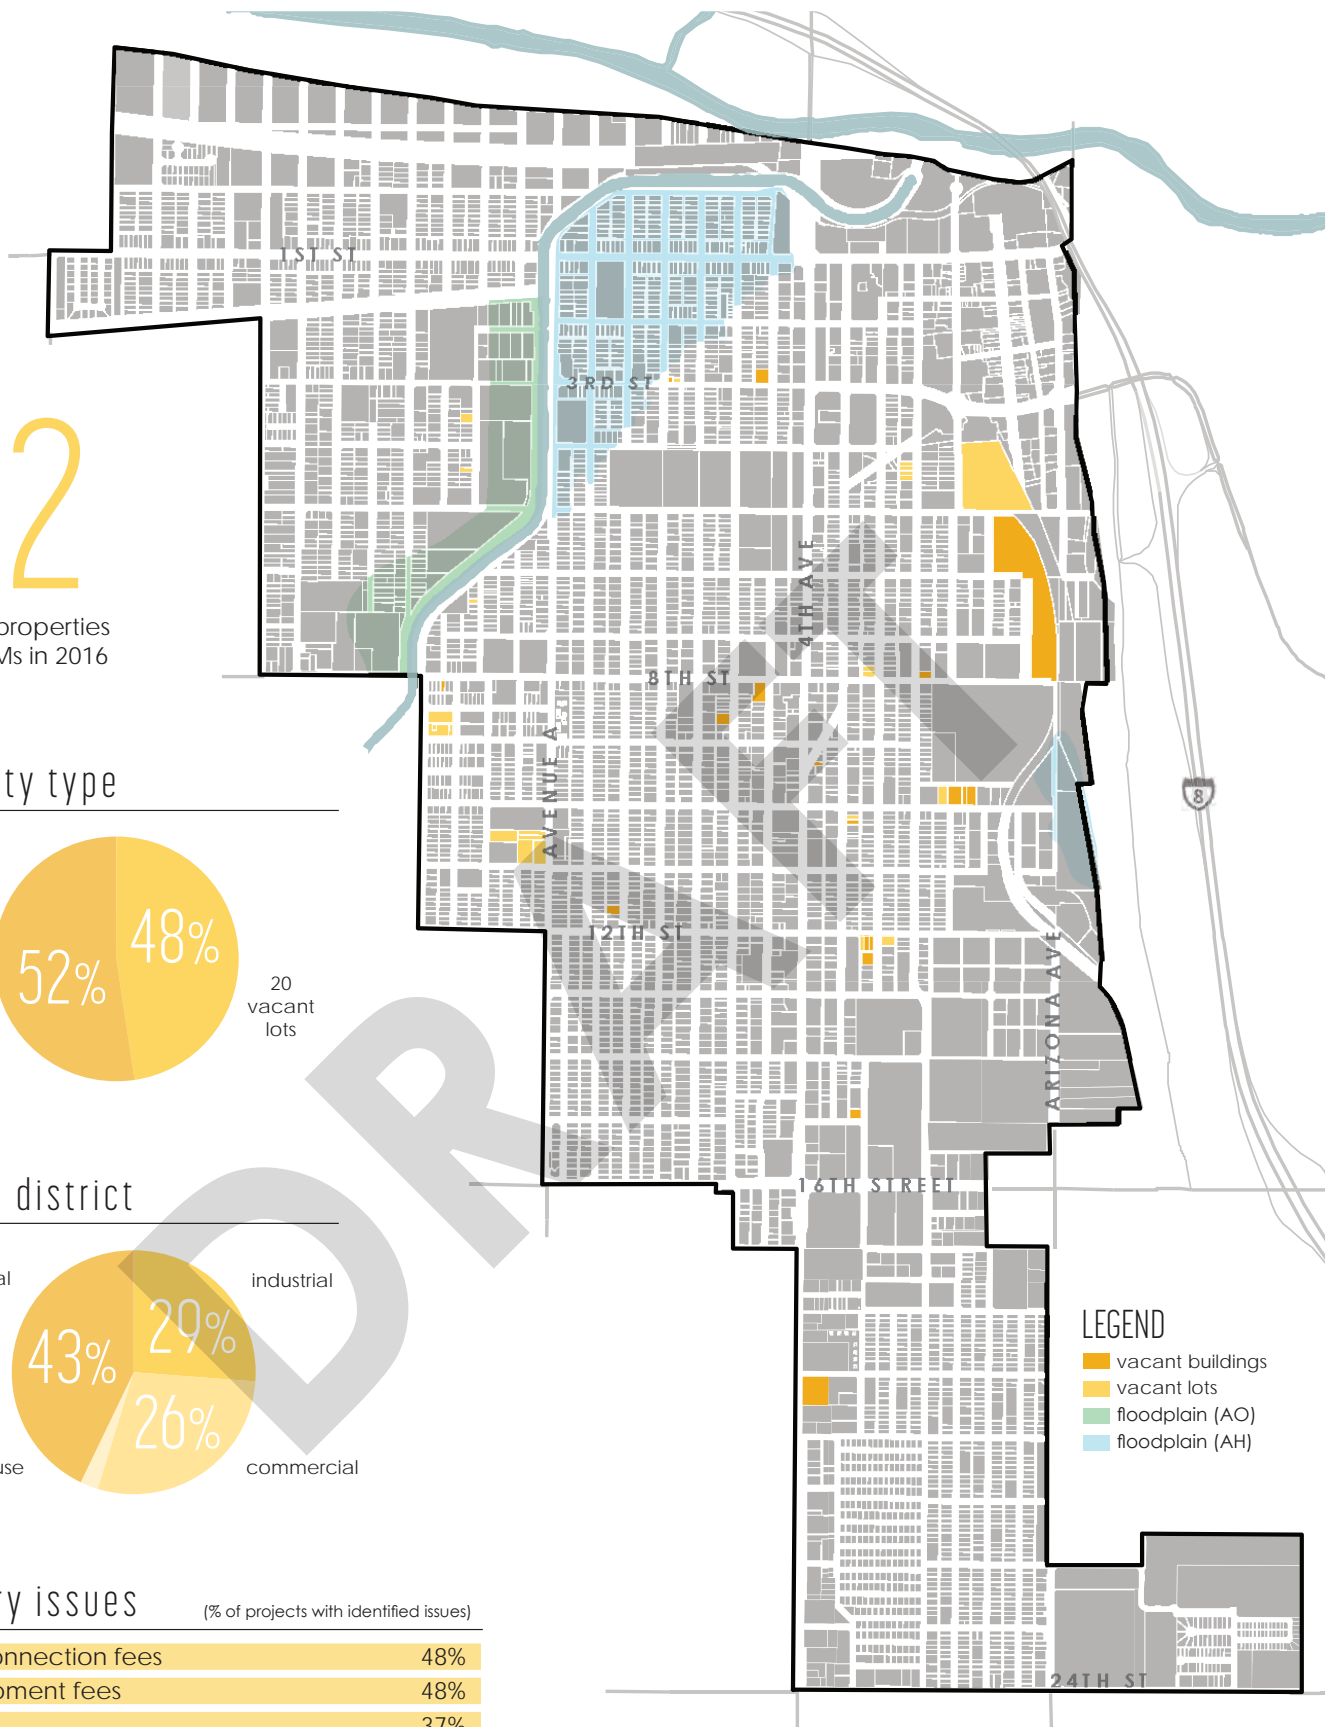 1ST ST
3RD ST
2
properties
Ms in 2016
4TH AVE
8TH ST
AVENUE A
8
ty type
52%
48%
20
vacant
lots
12TH ST
ARIZONA AVE
DRAFT
16TH STREET
district
al
industrial
43%
29%
26%
use
commercial
LEGEND
vacant buildings
vacant lots
floodplain (AO)
floodplain (AH)
ry issues (% of projects with identified issues)
onnection fees 48%
pment fees 48%
37%
24TH ST